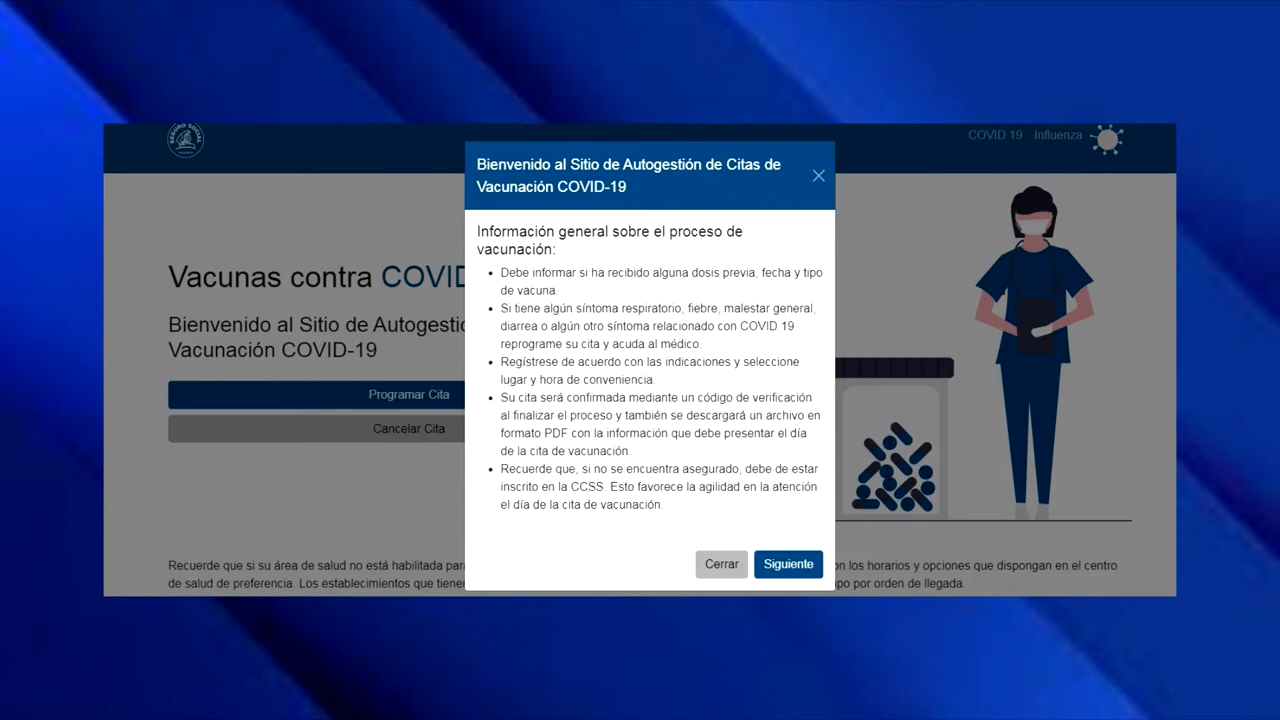 SEGURO SOCIAL
COVID 19 Influenza
Bienvenido al Sitio de Autogestión de Citas de
Vacunación COVID-19
Información general sobre el proceso de
vacunación:
• Debe informar si ha recibido alguna dosis previa, fecha y tipo
de vacuna.
• Si tiene algún síntoma respiratorio, fiebre, malestar general,
diarrea o algún otro síntoma relacionado con COVID 19
reprograme su cita y acuda al médico.
• Regístrese de acuerdo con las indicaciones y seleccione
lugar y hora de conveniencia.
• Su cita será confirmada mediante un código de verificación
al finalizar el proceso y también se descargará un archivo en
formato PDF con la información que debe presentar el día
de la cita de vacunación.
• Recuerde que, si no se encuentra asegurado, debe de estar
inscrito en la CCSS. Esto favorece la agilidad en la atención
el día de la cita de vacunación.
Cerrar Siguiente
Vacunas contra COVID
Bienvenido al Sitio de Autogestió
Vacunación COVID-19
Programar Cita
Cancelar Cita
Recuerde que si su área de salud no está habilitada para
on los horarios y opciones que dispongan en el centro
de salud de preferencia. Los establecimientos que tiener
po por orden de llegada.